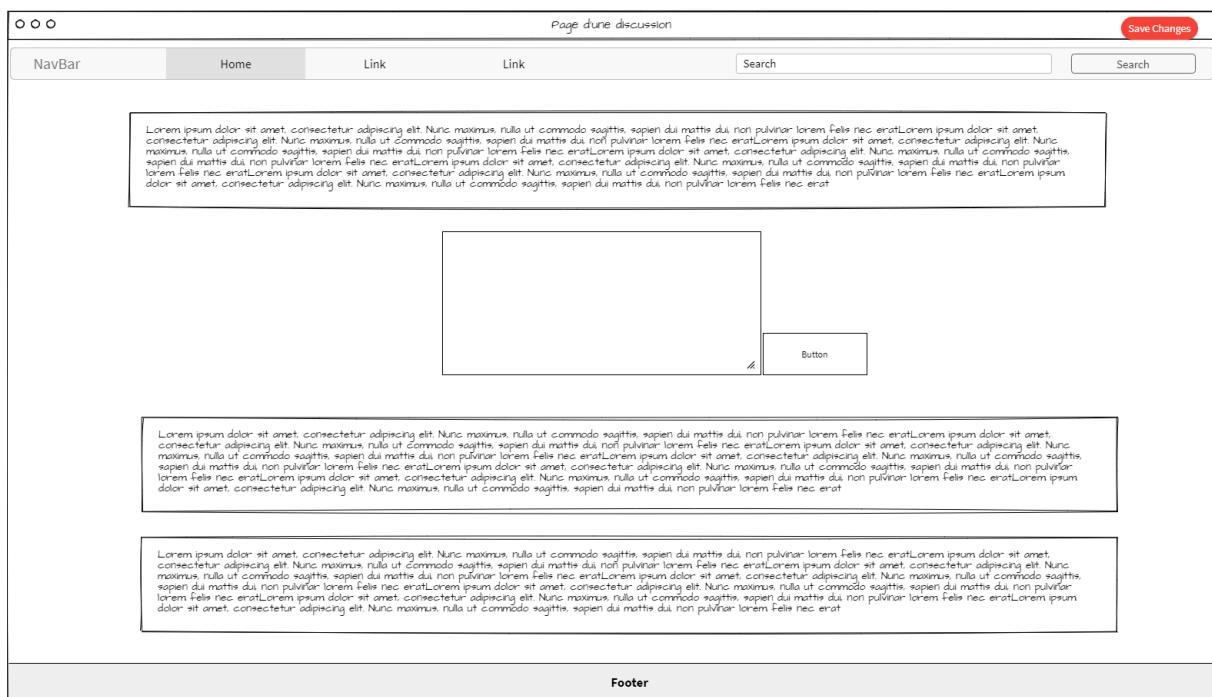 Page d'une discussion
Save Changes
NavBar Home Link Link Search Search
Lorem ipsum dolor sit amet, consectetur adipiscing elit. Nunc maximus, nulla ut commodo sagittis, sapien dui mattis dui, non pulvinar lorem felis nec eratLorem ipsum dolor sit amet,
consectetur adipiscing elit. Nunc maximus, nulla ut commodo sagittis, sapien dui mattis dui, non pulvinar lorem felis nec eratLorem ipsum dolor sit amet, consectetur adipiscing elit. Nunc
maximus, nulla ut commodo sagittis, sapien dui mattis dui, non pulvinar lorem felis nec eratLorem ipsum dolor sit amet, consectetur adipiscing elit. Nunc maximus, nulla ut commodo sagittis,
sapien dui mattis dui, non pulvinar lorem felis nec eratLorem ipsum dolor sit amet, consectetur adipiscing elit. Nunc maximus, nulla ut commodo sagittis, sapien dui mattis dui, non pulvinar
lorem felis nec eratLorem ipsum dolor sit amet, consectetur adipiscing elit. Nunc maximus, nulla ut commodo sagittis, sapien dui mattis dui, non pulvinar lorem felis nec eratLorem ipsum
dolor sit amet, consectetur adipiscing elit. Nunc maximus, nulla ut commodo sagittis, sapien dui mattis dui, non pulvinar lorem felis nec erat
Button
Lorem ipsum dolor sit amet, consectetur adipiscing elit. Nunc maximus, nulla ut commodo sagittis, sapien dui mattis dui, non pulvinar lorem felis nec eratLorem ipsum dolor sit amet,
consectetur adipiscing elit. Nunc maximus, nulla ut commodo sagittis, sapien dui mattis dui, non pulvinar lorem felis nec eratLorem ipsum dolor sit amet, consectetur adipiscing elit. Nunc
maximus, nulla ut commodo sagittis, sapien dui mattis dui, non pulvinar lorem felis nec eratLorem ipsum dolor sit amet, consectetur adipiscing elit. Nunc maximus, nulla ut commodo sagittis,
sapien dui mattis dui, non pulvinar lorem felis nec eratLorem ipsum dolor sit amet, consectetur adipiscing elit. Nunc maximus, nulla ut commodo sagittis, sapien dui mattis dui, non pulvinar
lorem felis nec eratLorem ipsum dolor sit amet, consectetur adipiscing elit. Nunc maximus, nulla ut commodo sagittis, sapien dui mattis dui, non pulvinar lorem felis nec eratLorem ipsum
dolor sit amet, consectetur adipiscing elit. Nunc maximus, nulla ut commodo sagittis, sapien dui mattis dui, non pulvinar lorem felis nec erat
Lorem ipsum dolor sit amet, consectetur adipiscing elit. Nunc maximus, nulla ut commodo sagittis, sapien dui mattis dui, non pulvinar lorem felis nec eratLorem ipsum dolor sit amet,
consectetur adipiscing elit. Nunc maximus, nulla ut commodo sagittis, sapien dui mattis dui, non pulvinar lorem felis nec eratLorem ipsum dolor sit amet, consectetur adipiscing elit. Nunc
maximus, nulla ut commodo sagittis, sapien dui mattis dui, non pulvinar lorem felis nec eratLorem ipsum dolor sit amet, consectetur adipiscing elit. Nunc maximus, nulla ut commodo sagittis,
sapien dui mattis dui, non pulvinar lorem felis nec eratLorem ipsum dolor sit amet, consectetur adipiscing elit. Nunc maximus, nulla ut commodo sagittis, sapien dui mattis dui, non pulvinar
lorem felis nec eratLorem ipsum dolor sit amet, consectetur adipiscing elit. Nunc maximus, nulla ut commodo sagittis, sapien dui mattis dui, non pulvinar lorem felis nec eratLorem ipsum
dolor sit amet, consectetur adipiscing elit. Nunc maximus, nulla ut commodo sagittis, sapien dui mattis dui, non pulvinar lorem felis nec erat
Footer